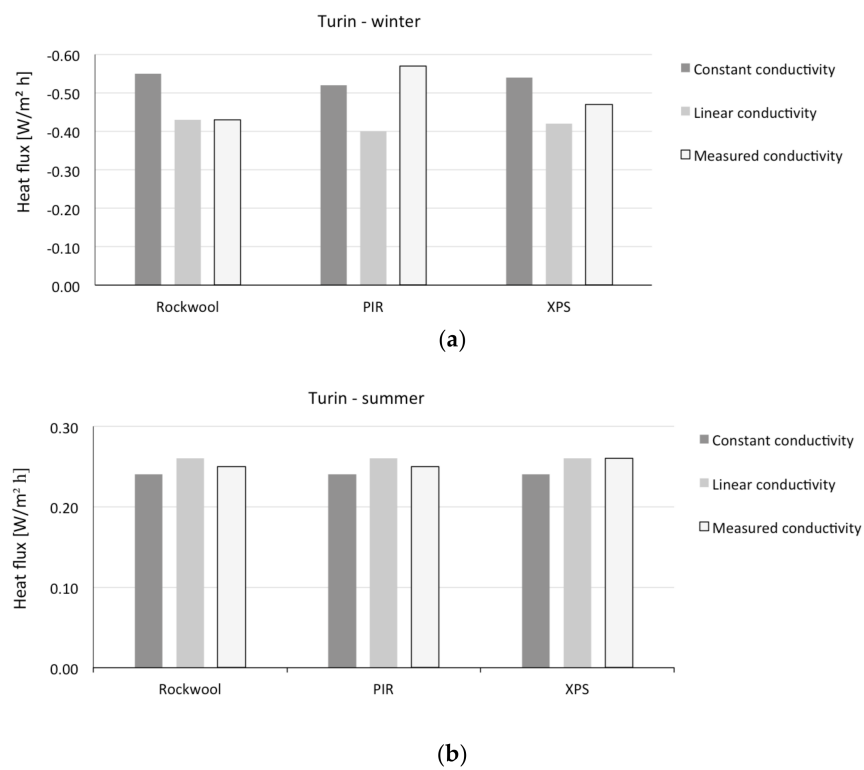 Turin - winter
Heat flux [W/m² h]
-0.60
-0.50
-0.40
-0.30
-0.20
-0.10
0.00
Rockwool PIR XPS
Constant conductivity
Linear conductivity
Measured conductivity
(a)
Turin - summer
Heat flux [W/m² h]
0.30
0.20
0.10
0.00
Rockwool PIR XPS
Constant conductivity
Linear conductivity
Measured conductivity
(b)